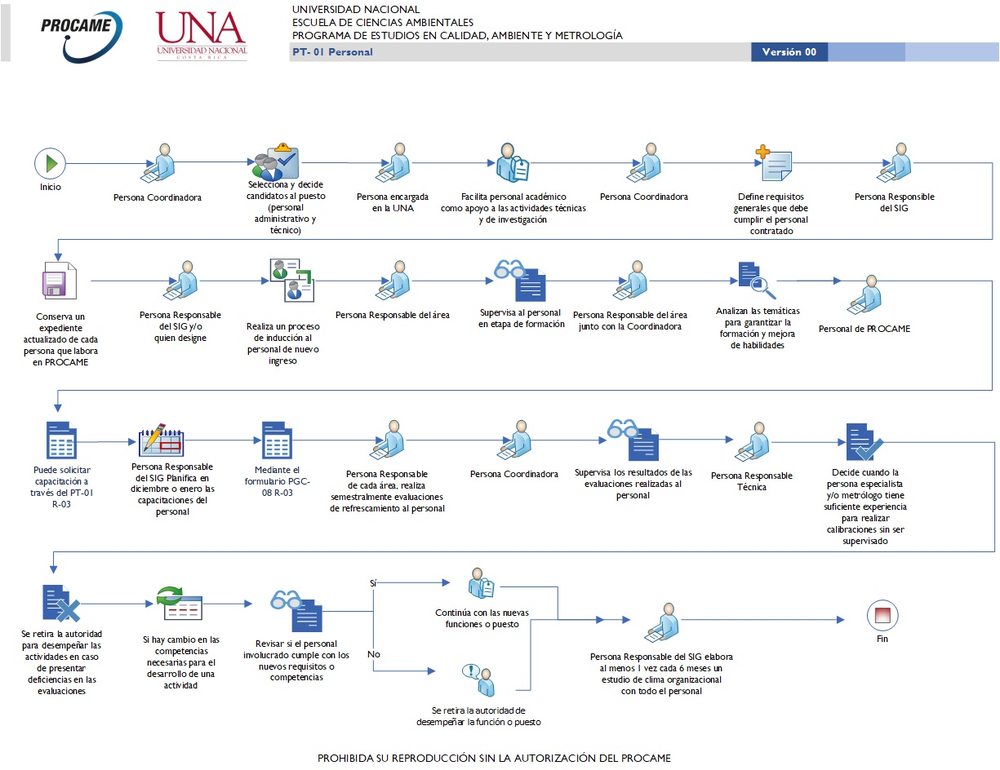 PROCAME
UNA
UNIVERSIDAD NACIONAL
COSTA RICA
UNIVERSIDAD NACIONAL
ESCUELA DE CIENCIAS AMBIENTALES
PROGRAMA DE ESTUDIOS EN CALIDAD, AMBIENTE Y METROLOGÍA
PT- 01 Personal
Versión 00
Inicio
Persona Coordinadora
Selecciona y decide
candidatos al puesto
(personal
administrativo y
técnico)
Persona encargada
en la UNA
Facilita personal académico
como apoyo a las actividades técnicas
y de investigación
Persona Coordinadora
Define requisitos
generales que debe
cumplir el personal
contratado
Persona Responsible
del SIG
Conserva un
expediente
actualizado de cada
persona que labora
en PROCAME
Persona Responsable
del SIG y/o
quien designe
Realiza un proceso
de inducción al
personal de nuevo
ingreso
Persona Responsable del área
Supervisa al personal
en etapa de formación
Persona Responsable del área
junto con la Coordinadora
Analizan las temáticas
para garantizar la
formación y mejora
de habilidades
Personal de PROCAME
Puede solicitar
capacitación a
través del PT-01
R-03
Persona Responsable
del SIG Planifica en
diciembre o enero las
capacitaciones del
personal
Mediante el
formulario PGC-
08 R-03
Persona Responsable
de cada área, realiza
semestralmente evaluaciones
de refrescamiento al personal
Persona Coordinadora
Supervisa los resultados de las
evaluaciones realizadas al
personal
Persona Responsable
Técnica
Decide cuando la
persona especialista
y/o metrólogo tiene
suficiente experiencia
para realizar
calibraciones sin ser
supervisado
Se retira la autoridad
para desempeñar las
actividades en caso
de presentar
deficiencias en las
evaluaciones
Si hay cambio en las
competencias
necesarias para el
desarrollo de una
actividad
Revisar si el personal
involucrado cumple con los
nuevos requisitos o
competencias
Sí
Continúa con las nuevas
funciones o puesto
No
Se retira la autoridad de
desempeñar la función o puesto
Persona Responsable del SIG elabora
al menos 1 vez cada 6 meses un
estudio de clima organizacional
con todo el personal
Fin
PROHIBIDA SU REPRODUCCIÓN SIN LA AUTORIZACIÓN DEL PROCAME